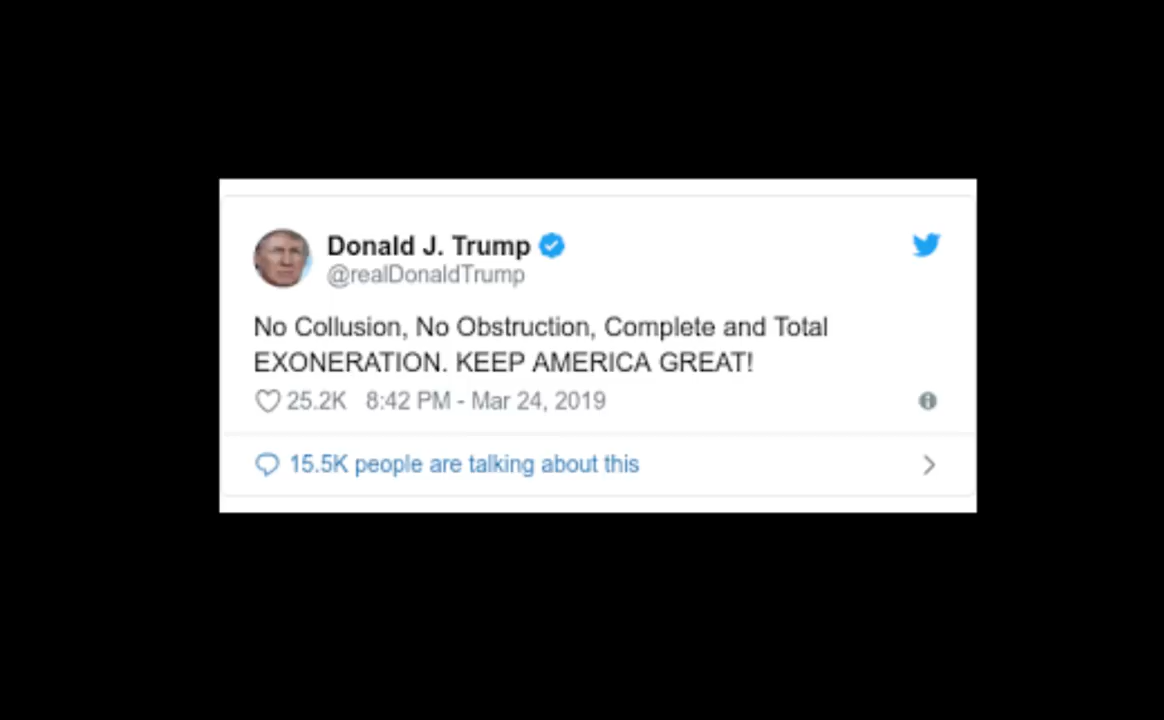 Donald J. Trump
@realDonaldTrump
No Collusion, No Obstruction, Complete and Total
EXONERATION. KEEP AMERICA GREAT!
25.2K 8:42 PM - Mar 24, 2019
15.5K people are talking about this